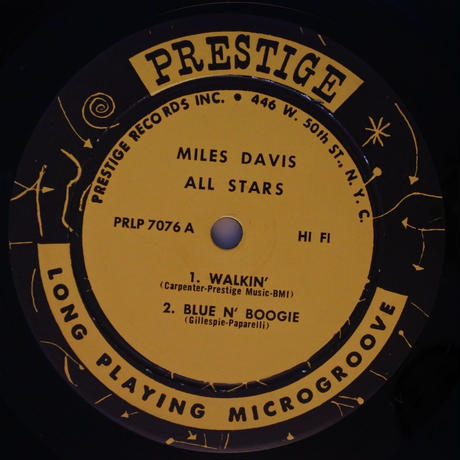 PRESTIGE
PRESTIGE RECORDS INC. • 446 W. 50th ST., N.Y.C.
MILES DAVIS
ALL STARS
PRLP 7076 A HI FI
1. WALKIN'
(Carpenter-Prestige Music-BMI)
2. BLUE N' BOOGIE
(Gillespie-Paparelli)
LONG PLAYING MICROGROOVE